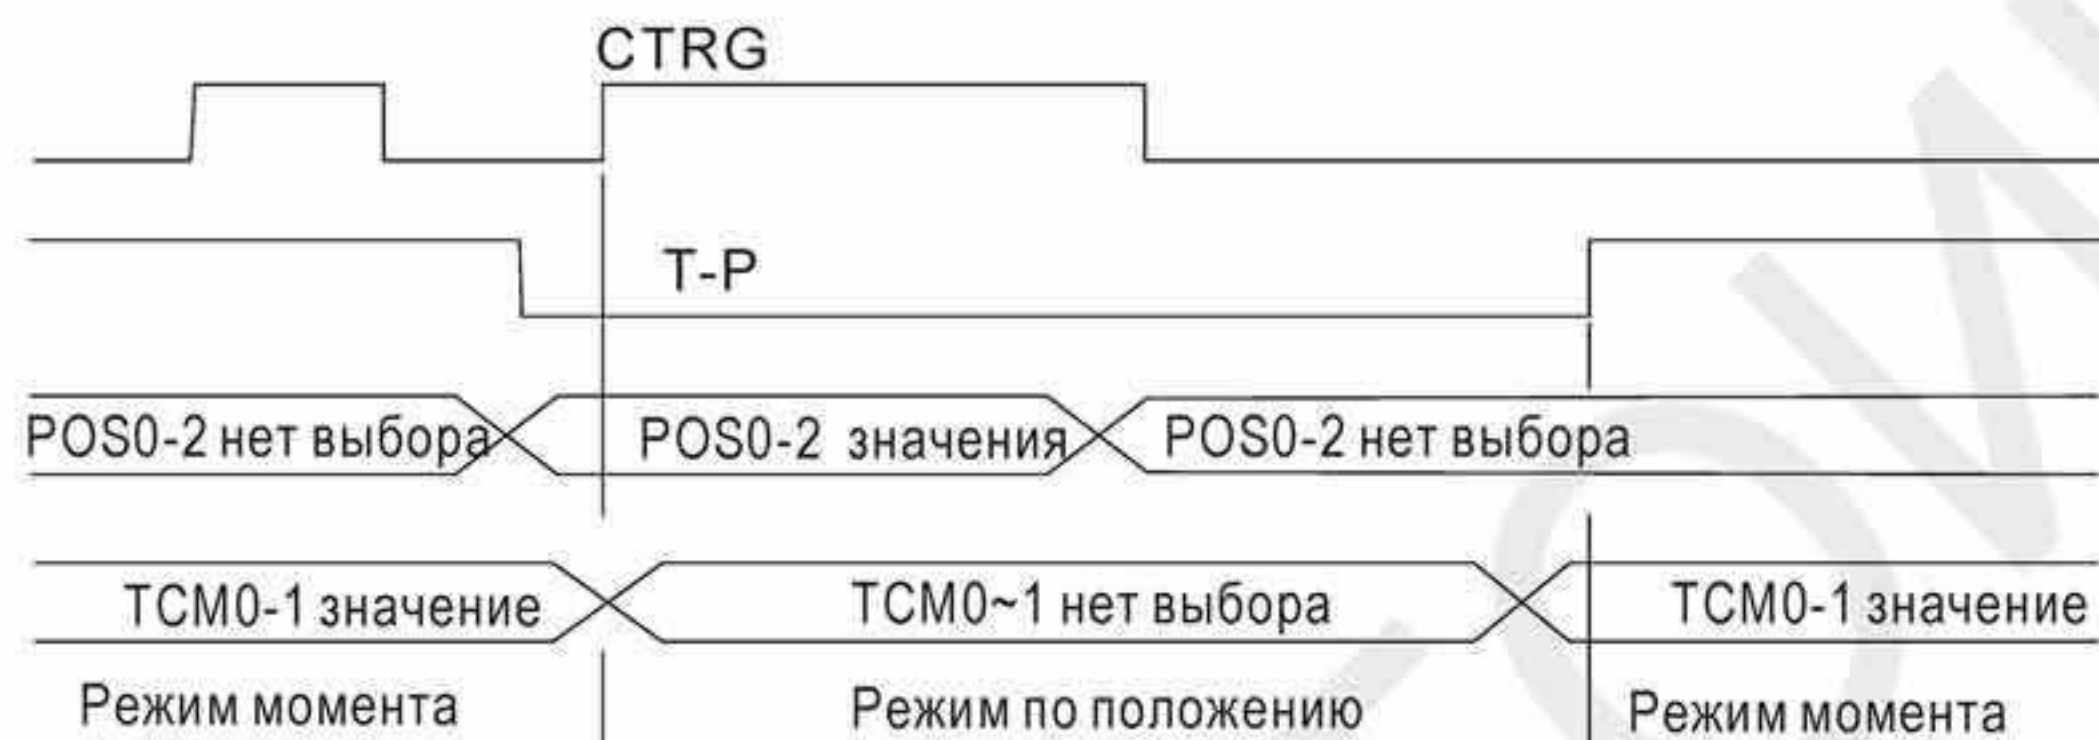 CTRG
T-P
POS0-2 нет выбора POS0-2 значения POS0-2 нет выбора
TCM0-1 значение TCM0~1 нет выбора TCM0-1 значение
Режим момента Режим по положению Режим момента